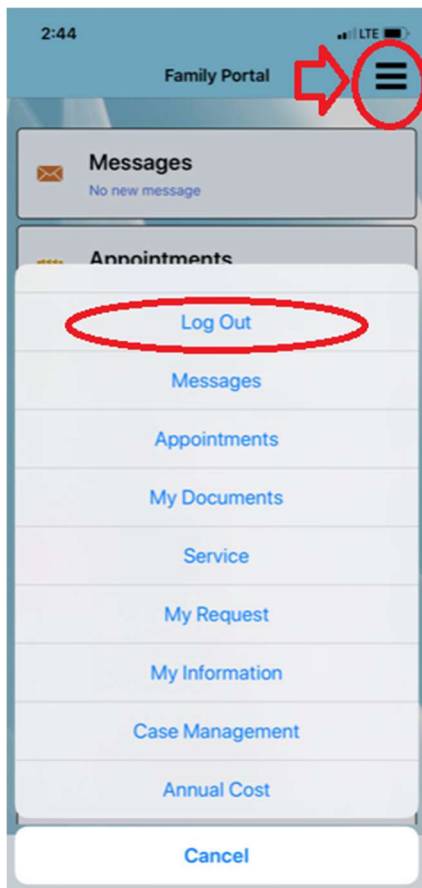 2:44
LTE
Family Portal
Messages
No new message
Appointments
Log Out
Messages
Appointments
My Documents
Service
My Request
My Information
Case Management
Annual Cost
Cancel